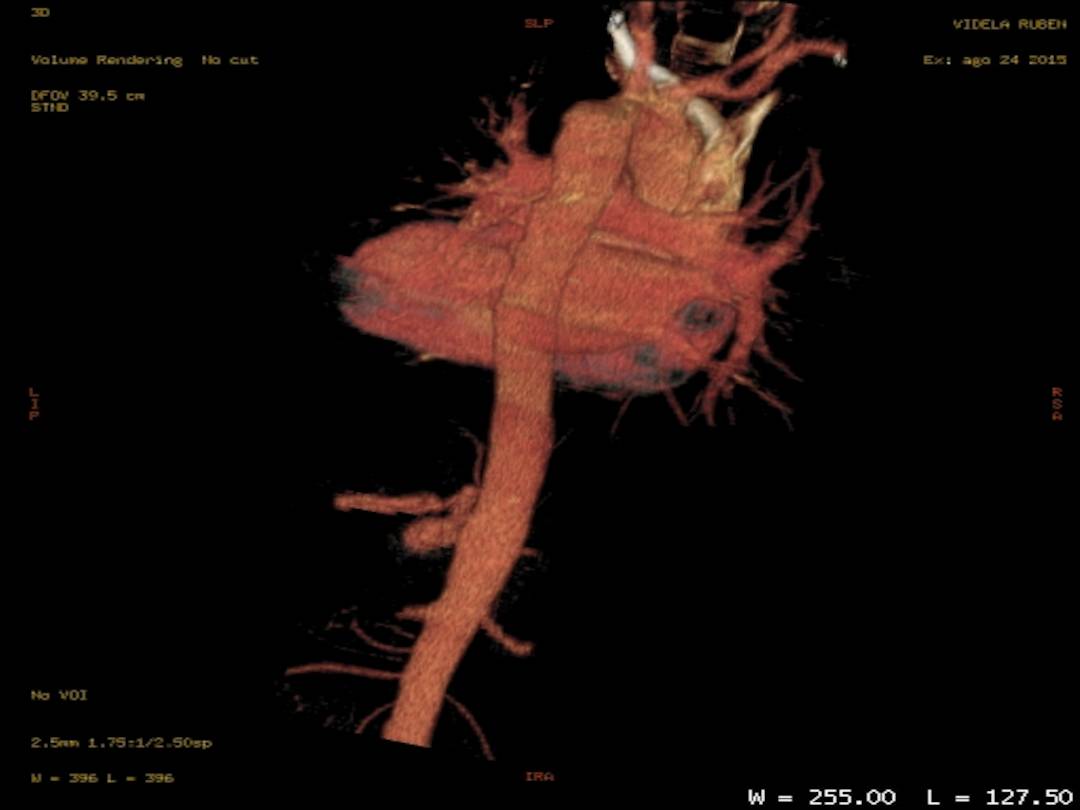 3D
SLP
VIDELA RUBEN
Volume Rendering No cut
Ex: ago 24 2015
DFOV 39.5 cm
STND
L
I
P
R
S
A
No VOI
2.5mm 1.75:1/2.50sp
W = 396 L = 396
IRA
W = 255.00 L = 127.50